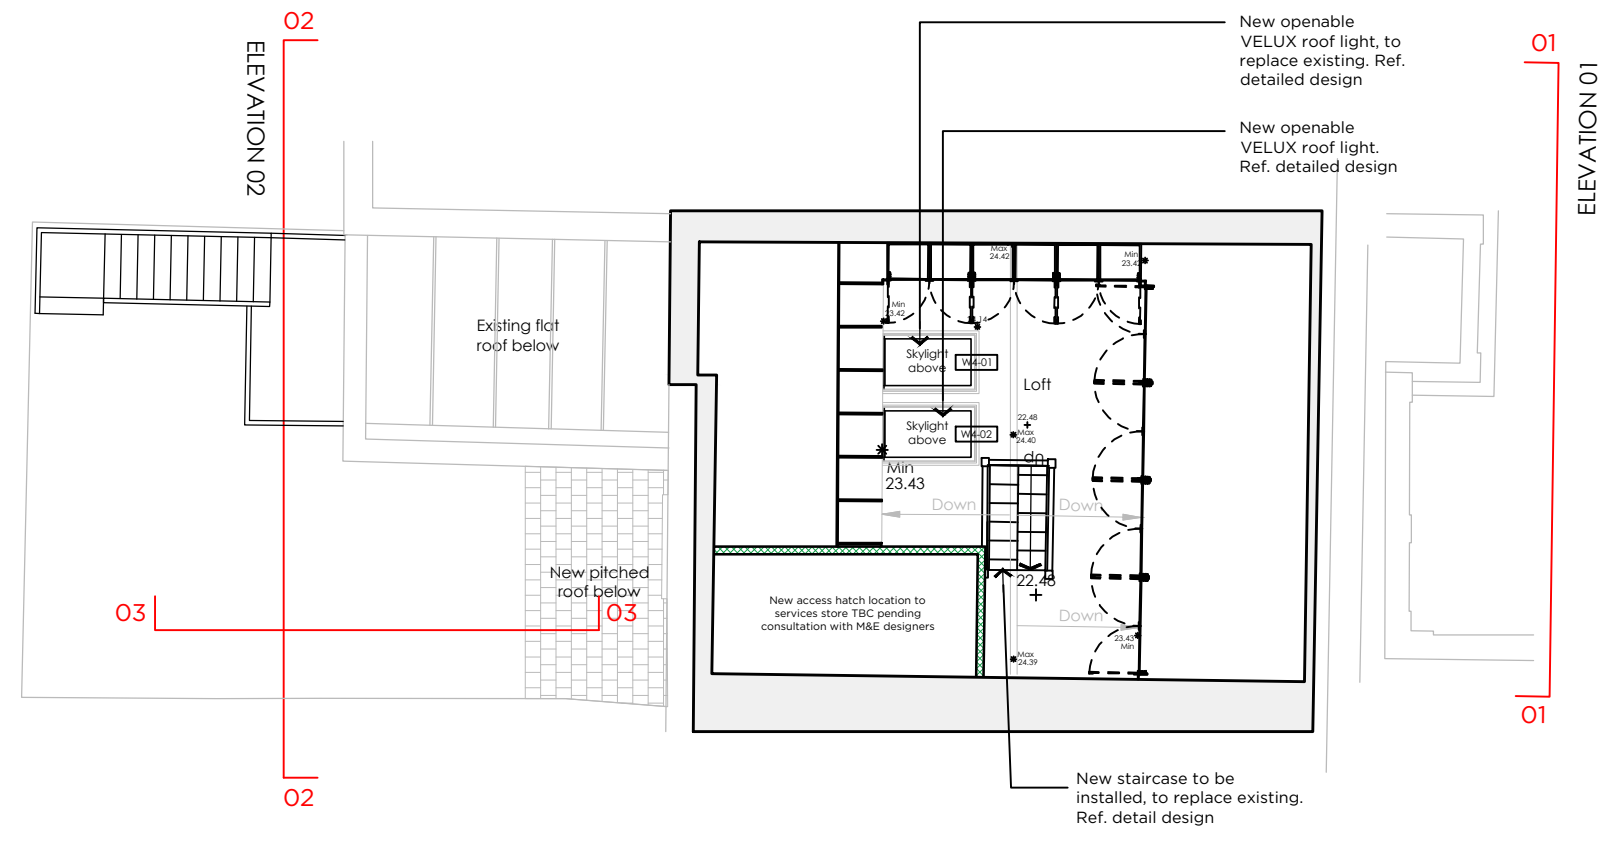 02
ELEVATION 02
New openable
VELUX roof light, to
replace existing. Ref.
detailed design
01
ELEVATION 01
New openable
VELUX roof light.
Ref. detailed design
Max
24.42
Min
Min
23.42
Existing flat
roof below
Skylight
above
W4-01
Loft
22.48
Max
24.40
Skylight
above
W4-02
dn
Min
23.43
Down
Down
New pitched
roof below
22.48
03
03
New access hatch location to
services store TBC pending
consultation with M&E designers
Down
23.43
Min
Max
24.39
01
02
New staircase to be
installed, to replace existing.
Ref. detail design